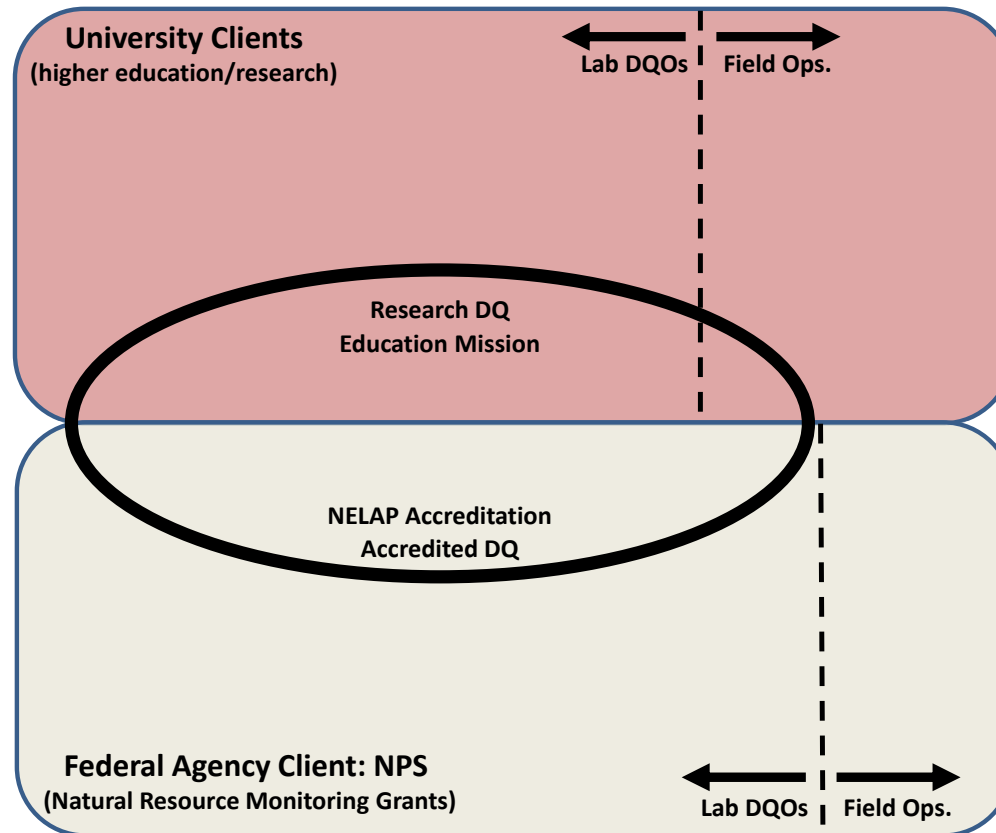 University Clients
(higher education/research)
Lab DQOs
Field Ops.
Research DQ
Education Mission
NELAP Accreditation
Accredited DQ
Federal Agency Client: NPS
(Natural Resource Monitoring Grants)
Lab DQOs
Field Ops.